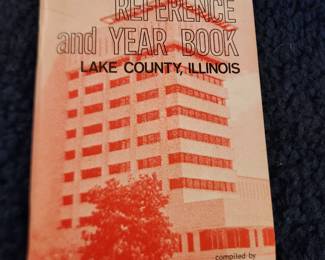 REFERENCE
and YEAR BOOK
LAKE COUNTY, ILLINOIS
compiled by